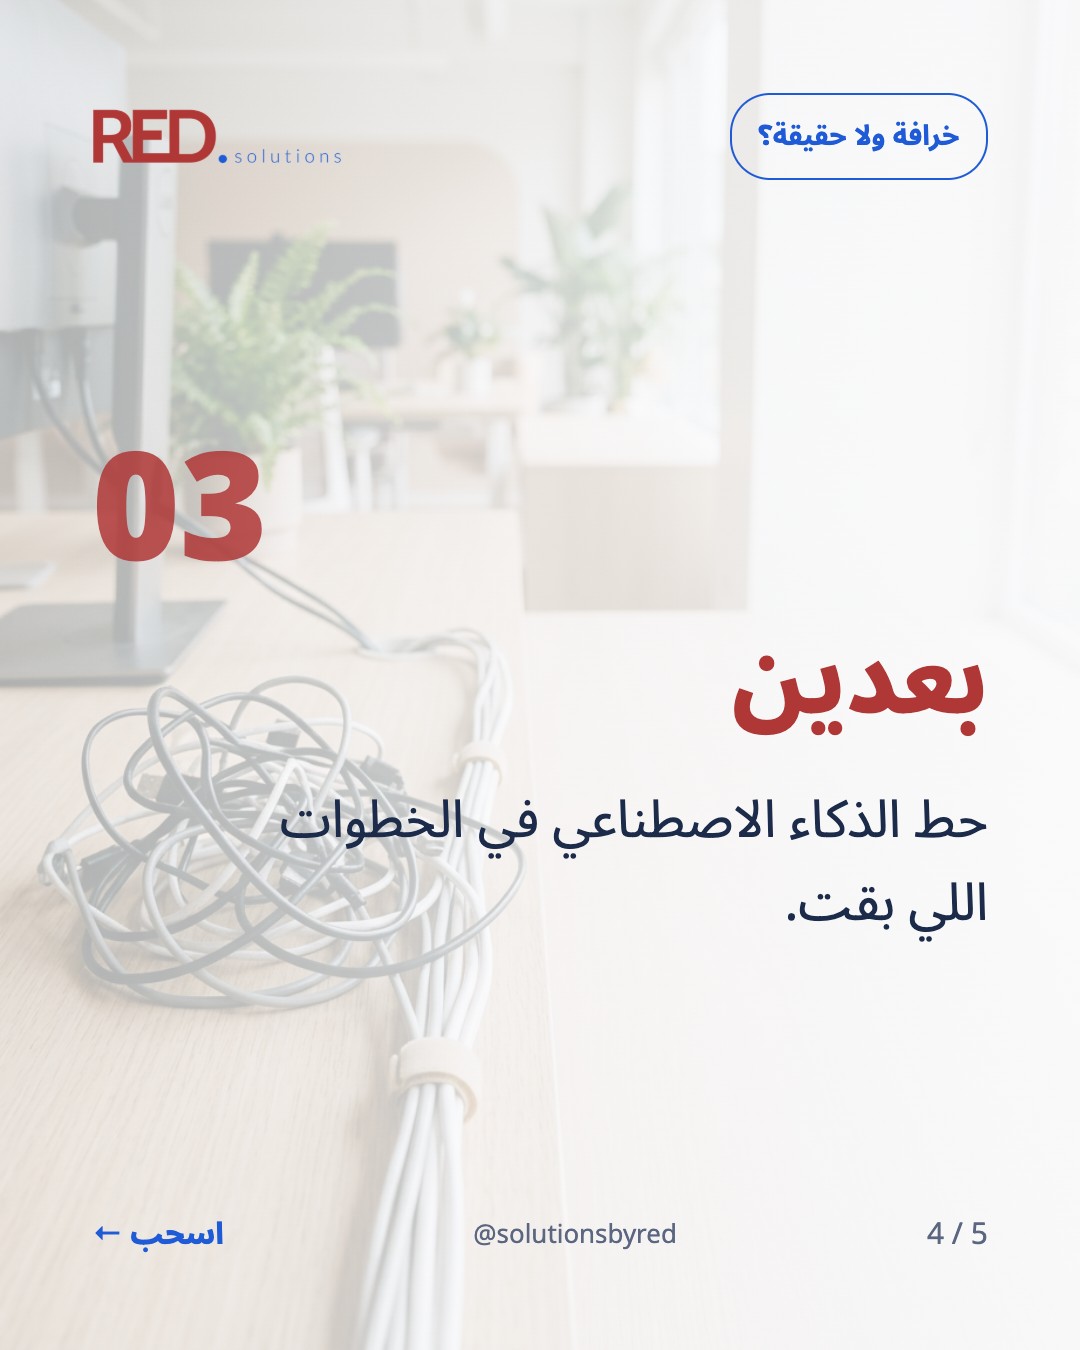 RED.solutions
خرافة ولا حقيقة؟
03
بعدين
حط الذكاء الاصطناعي في الخطوات
اللي بقت.
اسحب ←
@solutionsbyred
4 / 5